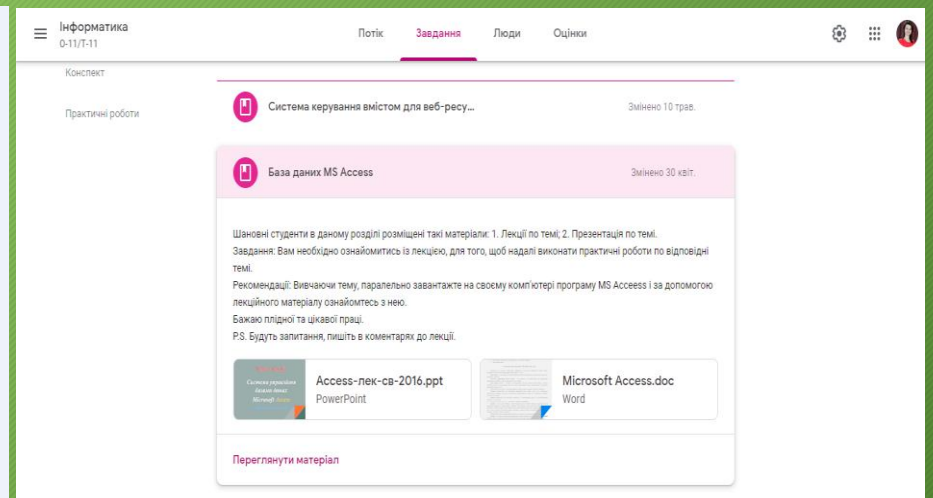 Інформатика
0-11/Т-11
Потік Завдання Люди Оцінки
Конспект
Практичні роботи
Система керування вмістом для веб-ресу...
Змінено 10 трав.
База даних MS Access
Змінено 30 квіт.
Шановні студенти в даному розділі розміщені такі матеріали: 1. Лекції по темі; 2. Презентація по темі.
Завдання: Вам необхідно ознайомитись із лекцією, для того, щоб надалі виконати практичні роботи по відповідні
темі.
Рекомендації: Вивчаючи тему, паралельно завантажте на своєму комп'ютері програму MS Acceess і за допомогою
лекційного матеріалу ознайомтесь з нею.
Бажаю плідної та цікавої праці.
P.S. Будуть запитання, пишіть в коментарях до лекції.
Access-лек-св-2016.ppt
PowerPoint
Microsoft Access.doc
Word
Переглянути матеріал